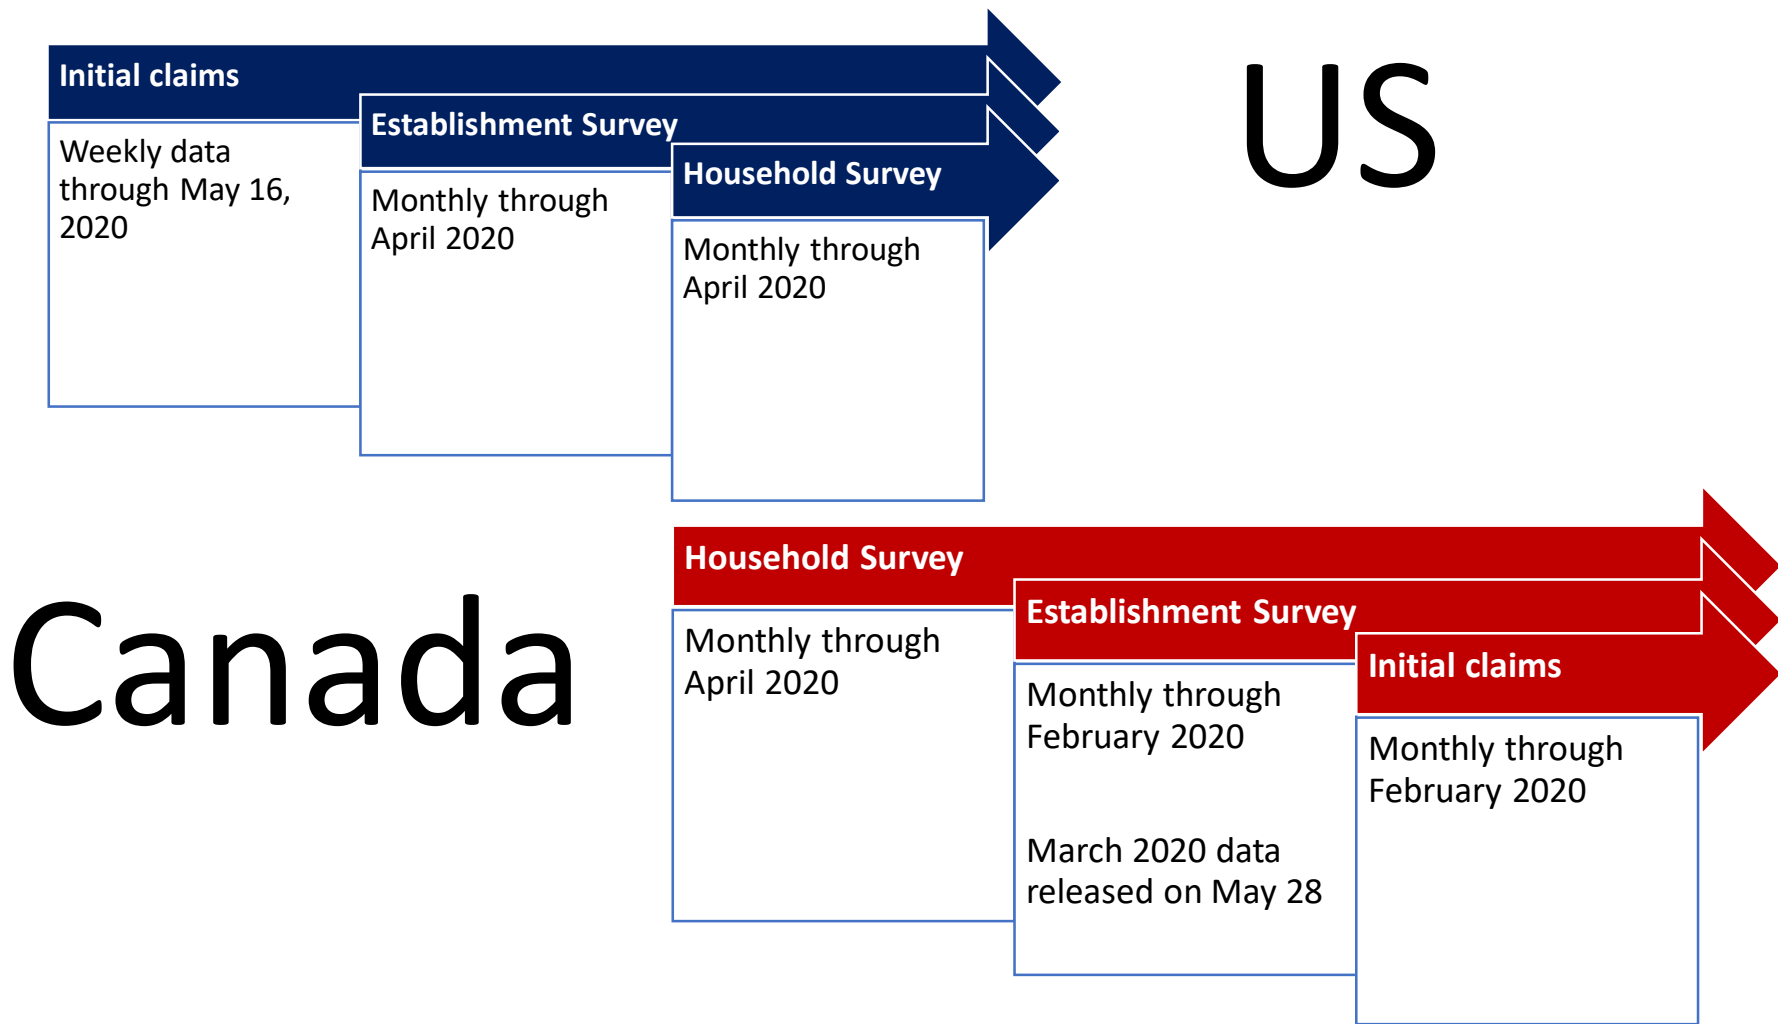 US
Initial claims
Weekly data
through May 16,
2020
Establishment Survey
Monthly through
April 2020
Household Survey
Monthly through
April 2020
Canada
Household Survey
Monthly through
April 2020
Establishment Survey
Monthly through
February 2020
March 2020 data
released on May 28
Initial claims
Monthly through
February 2020